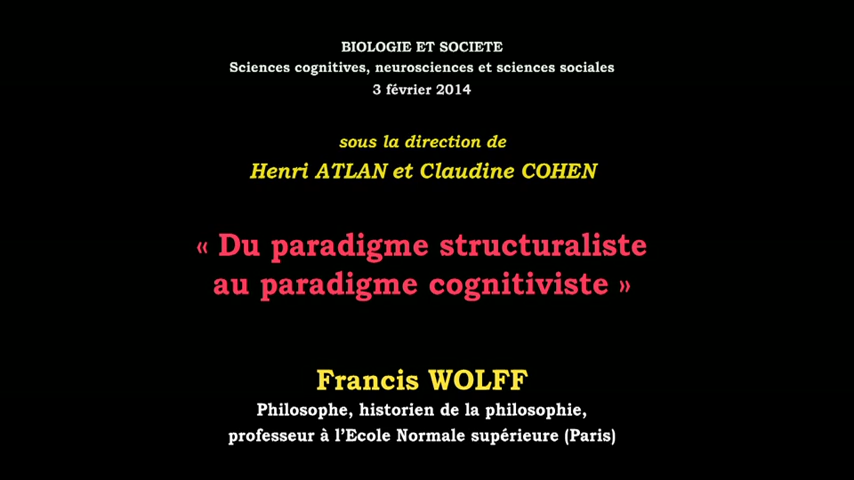 BIOLOGIE ET SOCIETE
Sciences cognitives, neurosciences et sciences sociales
3 février 2014
sous la direction de
Henri ATLAN et Claudine COHEN
« Du paradigme structuraliste
au paradigme cognitiviste »
Francis WOLFF
Philosophe, historien de la philosophie,
professeur à l'Ecole Normale supérieure (Paris)